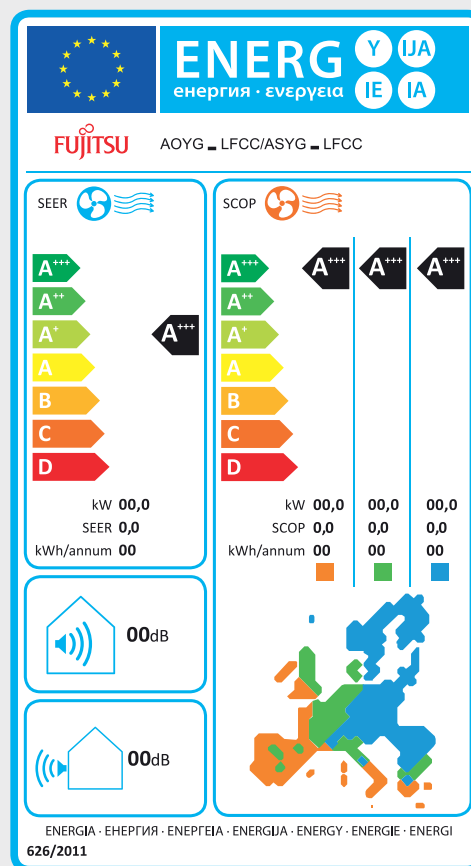 ENERG
енергия · ενεργεια
Y IJA
IE IA
FUJITSU
AOYG _ LFCC/ASYG _ LFCC
SEER
A+++
A++
A+
A
B
C
D
A+++
kW 00,0
SEER 0,0
kWh/annum 00
SCOP
A+++
A++
A+
A
B
C
D
A+++ A+++ A+++
kW 00,0 00,0 00,0
SCOP 0,0 0,0 0,0
kWh/annum 00 00 00
00dB
00dB
ENERGIA · ЕНЕРГИЯ · ΕΝΕΡΓΕΙΑ · ENERGIJA · ENERGY · ENERGIE · ENERGI
626/2011